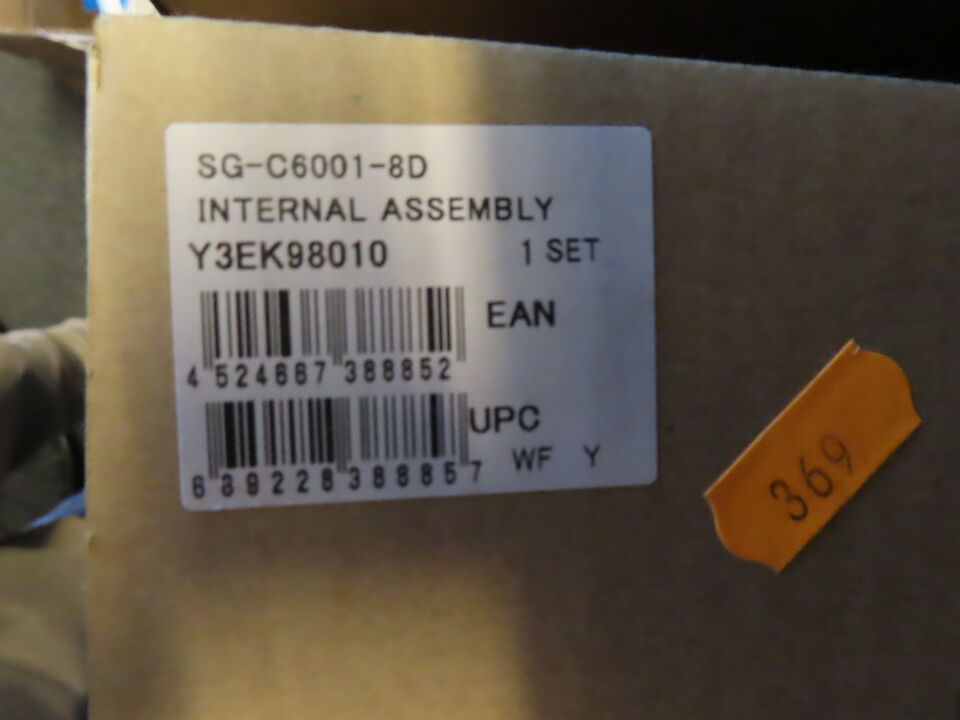 SG-C6001-8D
INTERNAL ASSEMBLY
Y3EK98010 1 SET
EAN
4 524667 388852
UPC
6 89228 38885 7
WF Y
369